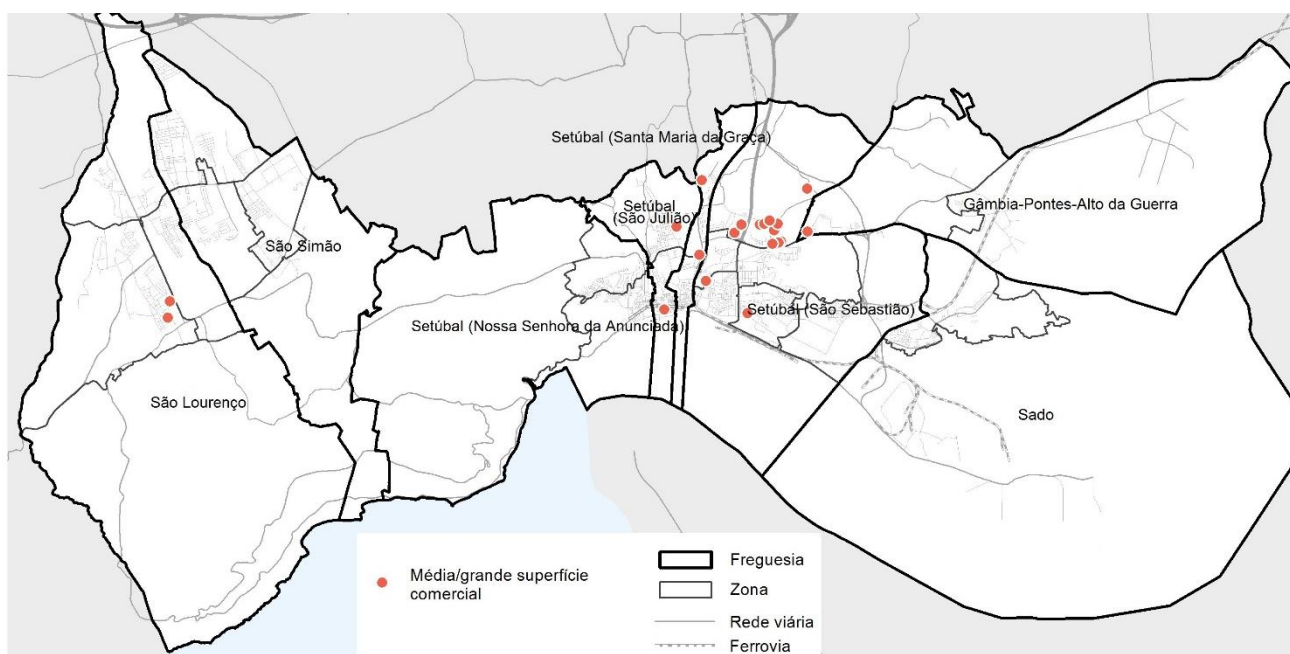 Setúbal (Santa Maria da Graça)
Setúbal
(São Julião)
Gâmbia-Pontes-Alto da Guerra
São Simão
Setúbal (São Sebastião)
Setúbal (Nossa Senhora da Anunciada)
São Lourenço
Sado
Média/grande superfície
comercial
Freguesia
Zona
Rede viária
Ferrovia